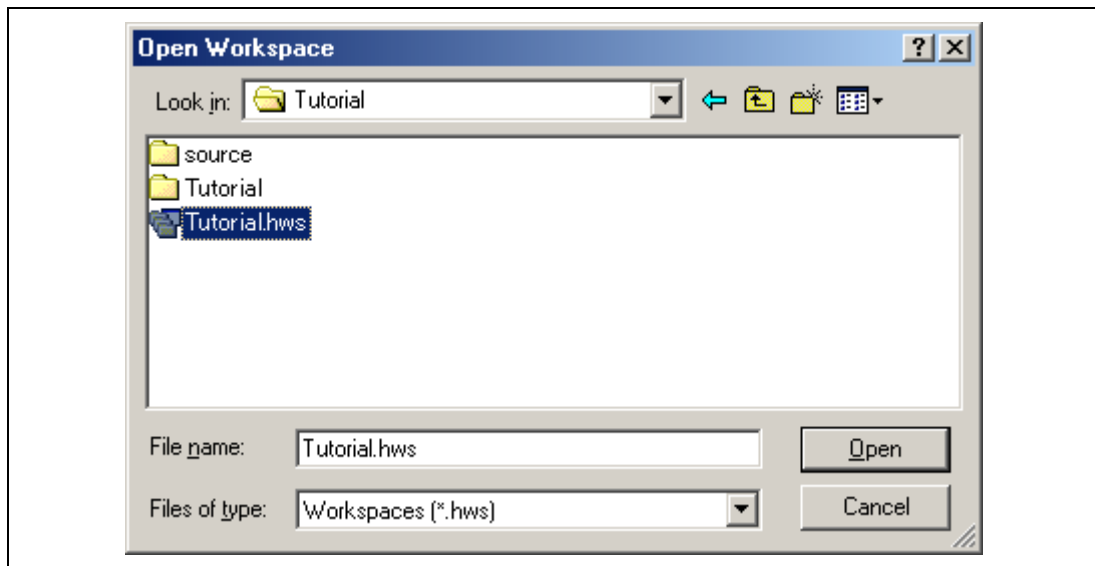 Open Workspace
Look in: Tutorial
source
Tutorial
Tutorial.hws
File name: Tutorial.hws Open
Files of type: Workspaces (*.hws) Cancel